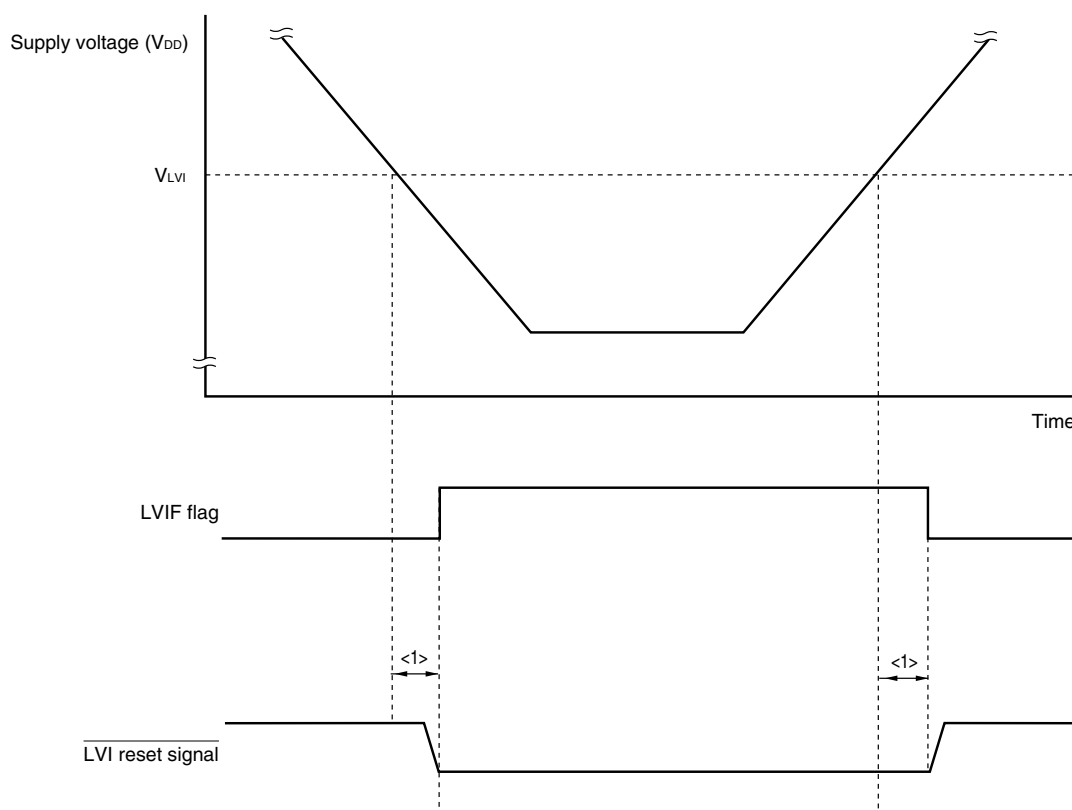 Supply voltage (VDD)
VLVI
Time
LVIF flag
<1>
<1>
LVI reset signal